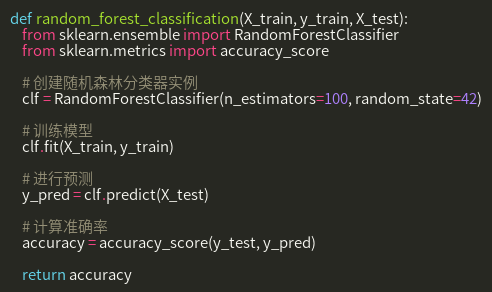 def random_forest_classification(X_train, y_train, X_test):
from sklearn.ensemble import RandomForestClassifier
from sklearn.metrics import accuracy_score
# 创建随机森林分类器实例
clf = RandomForestClassifier(n_estimators=100, random_state=42)
# 训练模型
clf.fit(X_train, y_train)
# 进行预测
y_pred = clf.predict(X_test)
# 计算准确率
accuracy = accuracy_score(y_test, y_pred)
return accuracy